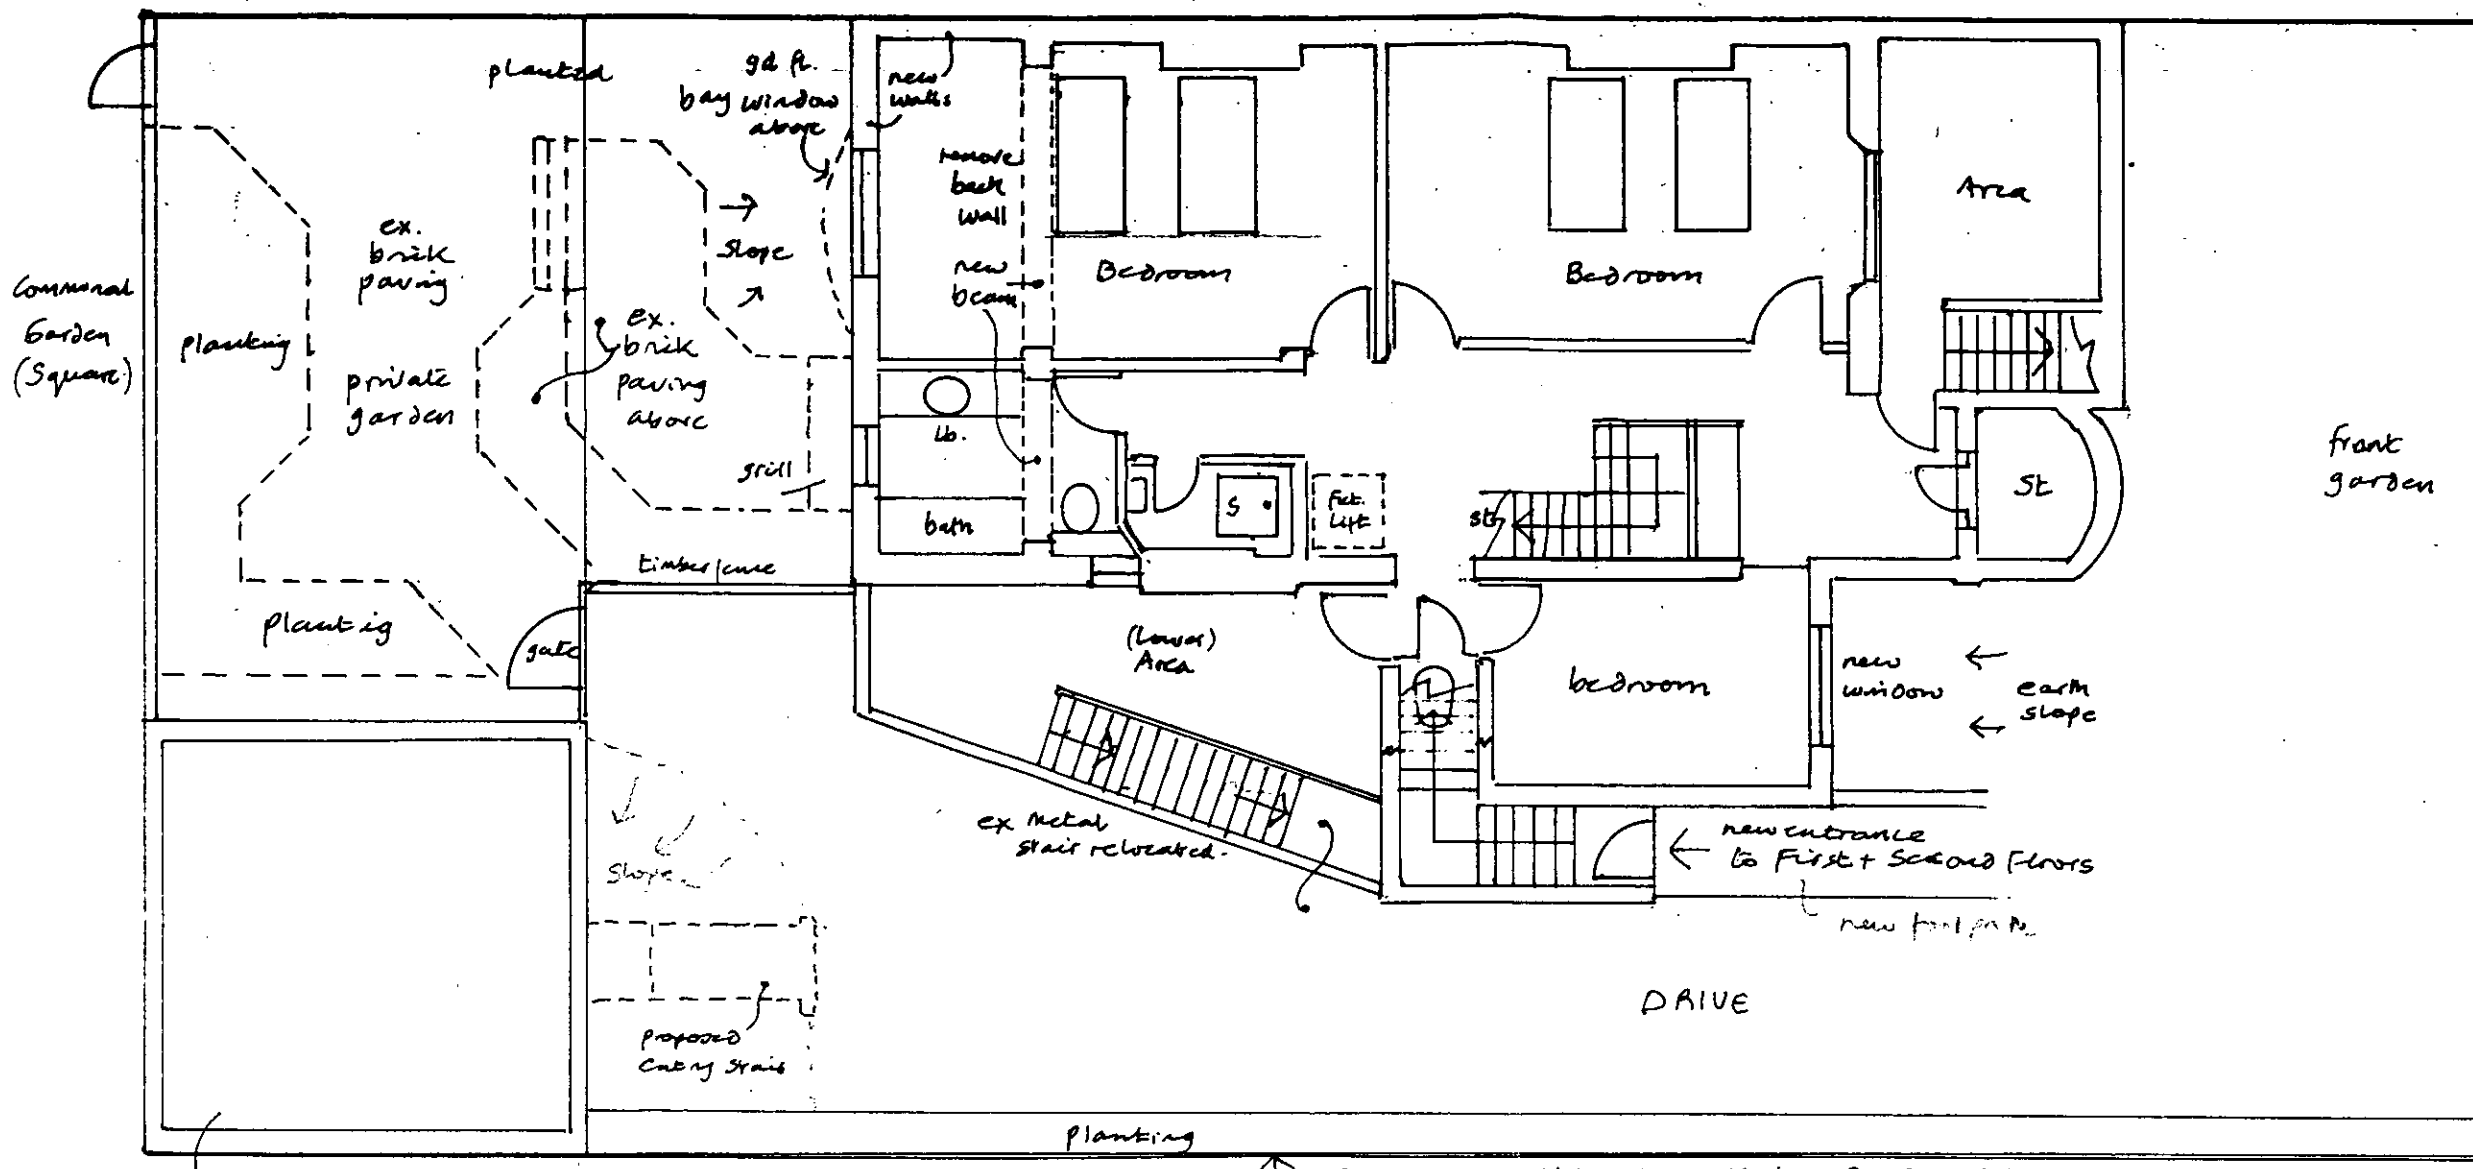 planted
gd fl.
bay window
above
new
walls
remove
back
wall
new
beam
Bedroom
Bedroom
Area
Slope
ex.
brick
paving
Communal
Garden
(Square)
planting
private
garden
ex.
brick
paving
above
grill
lb.
bath
S
Fut.
Lift
st
St
front
garden
timber fence
planting
gate
(Lower)
Area
bedroom
new
window
earth
slope
ex metal
stair relocated.
new entrance
to First + Second Floors
new footpath
Slope
proposed
Entry Stair
DRIVE
planting